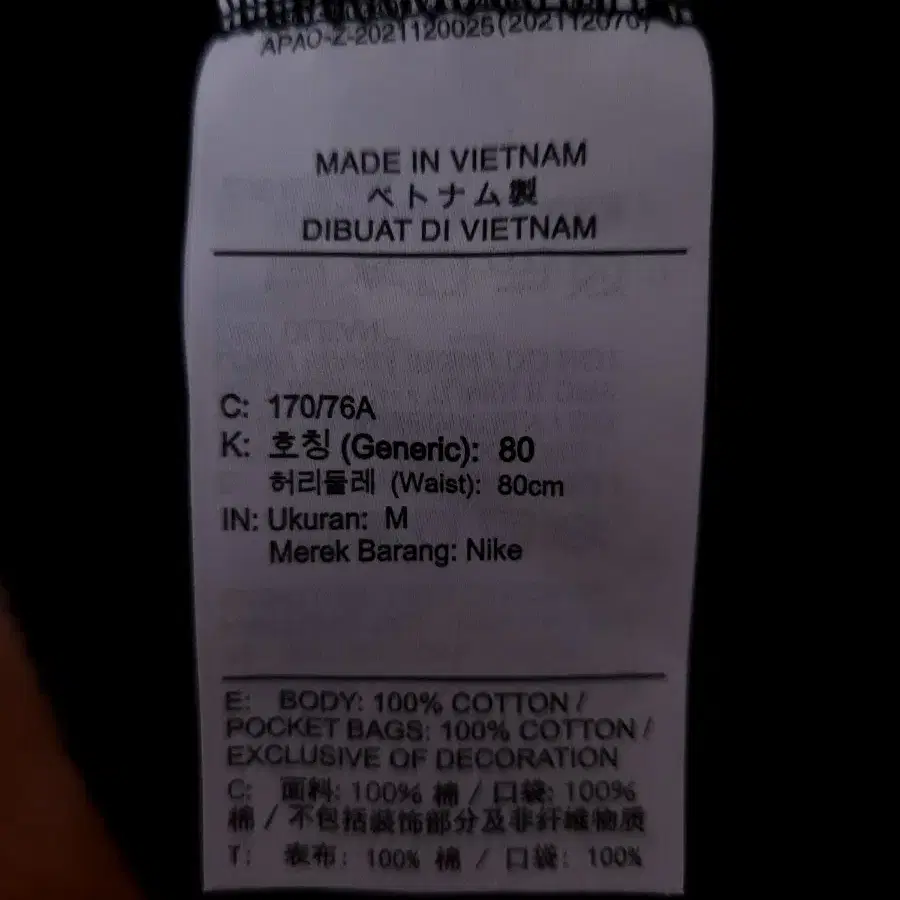 APAO-Z-2021120025(202112070)
MADE IN VIETNAM
ベトナム製
DIBUAT DI VIETNAM
C: 170/76A
K: 호칭 (Generic): 80
허리둘레 (Waist): 80cm
IN: Ukuran: M
Merek Barang: Nike
E: BODY: 100% COTTON /
POCKET BAGS: 100% COTTON /
EXCLUSIVE OF DECORATION
C: 面料: 100% 棉 / 口袋: 100%
棉 / 不包括装饰部分及非纤维物质
T: 表布: 100% 棉 / 口袋: 100%